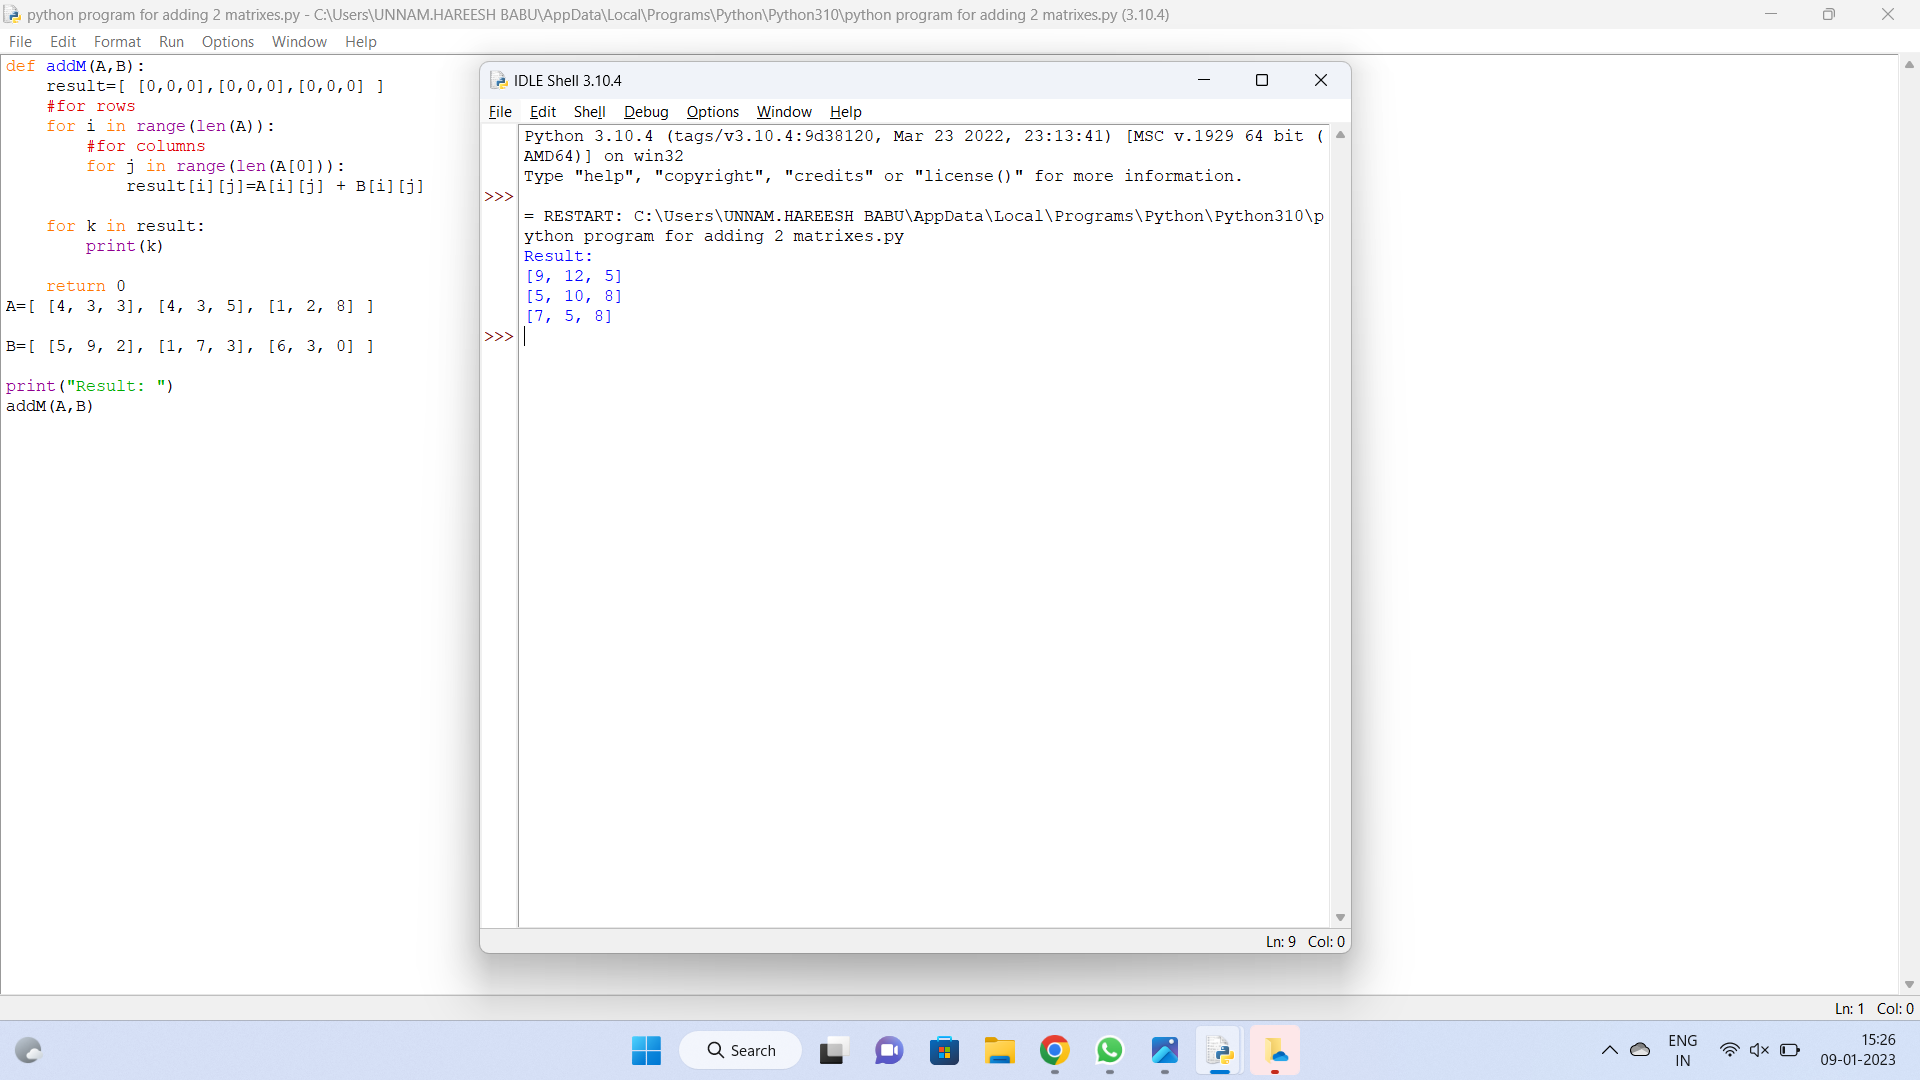 python program for adding 2 matrixes.py - C:\Users\UNNAM.HAREESH BABU\AppData\Local\Programs\Python\Python310\python program for adding 2 matrixes.py (3.10.4)
File Edit Format Run Options Window Help
def addM(A,B):
    result=[ [0,0,0],[0,0,0],[0,0,0] ]
    #for rows
    for i in range(len(A)):
        #for columns
        for j in range(len(A[0])):
            result[i][j]=A[i][j] + B[i][j]
    for k in result:
        print(k)
    return 0
A=[ [4, 3, 3], [4, 3, 5], [1, 2, 8] ]
B=[ [5, 9, 2], [1, 7, 3], [6, 3, 0] ]
print("Result: ")
addM(A,B)
IDLE Shell 3.10.4
File Edit Shell Debug Options Window Help
Python 3.10.4 (tags/v3.10.4:9d38120, Mar 23 2022, 23:13:41) [MSC v.1929 64 bit (
AMD64)] on win32
Type "help", "copyright", "credits" or "license()" for more information.
>>>
= RESTART: C:\Users\UNNAM.HAREESH BABU\AppData\Local\Programs\Python\Python310\p
ython program for adding 2 matrixes.py
Result:
[9, 12, 5]
[5, 10, 8]
[7, 5, 8]
>>>
Ln: 9 Col: 0
Ln: 1 Col: 0
Search
ENG
IN
15:26
09-01-2023